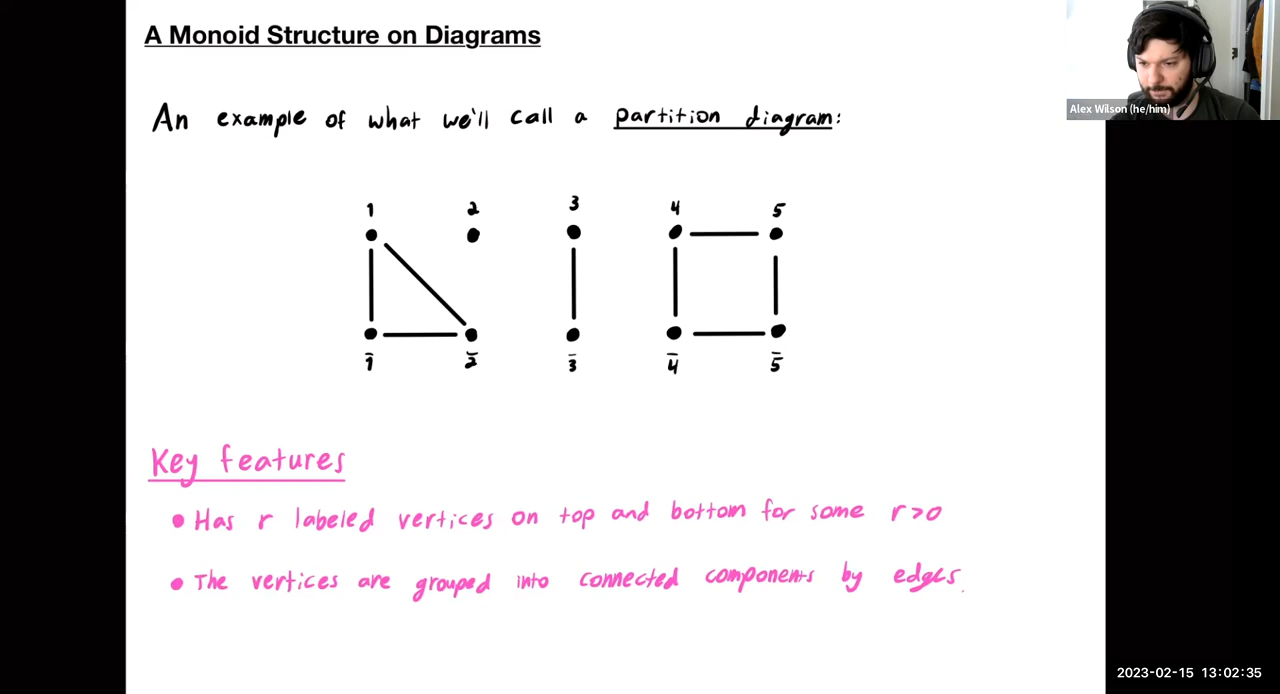 A Monoid Structure on Diagrams
Alex Wilson (he/him)
An example of what we'll call a partition diagram:
1 2 3 4 5
1̄ 2̄ 3̄ 4̄ 5̄
Key features
• Has r labeled vertices on top and bottom for some r>0
• The vertices are grouped into connected components by edges.
2023-02-15 13:02:35